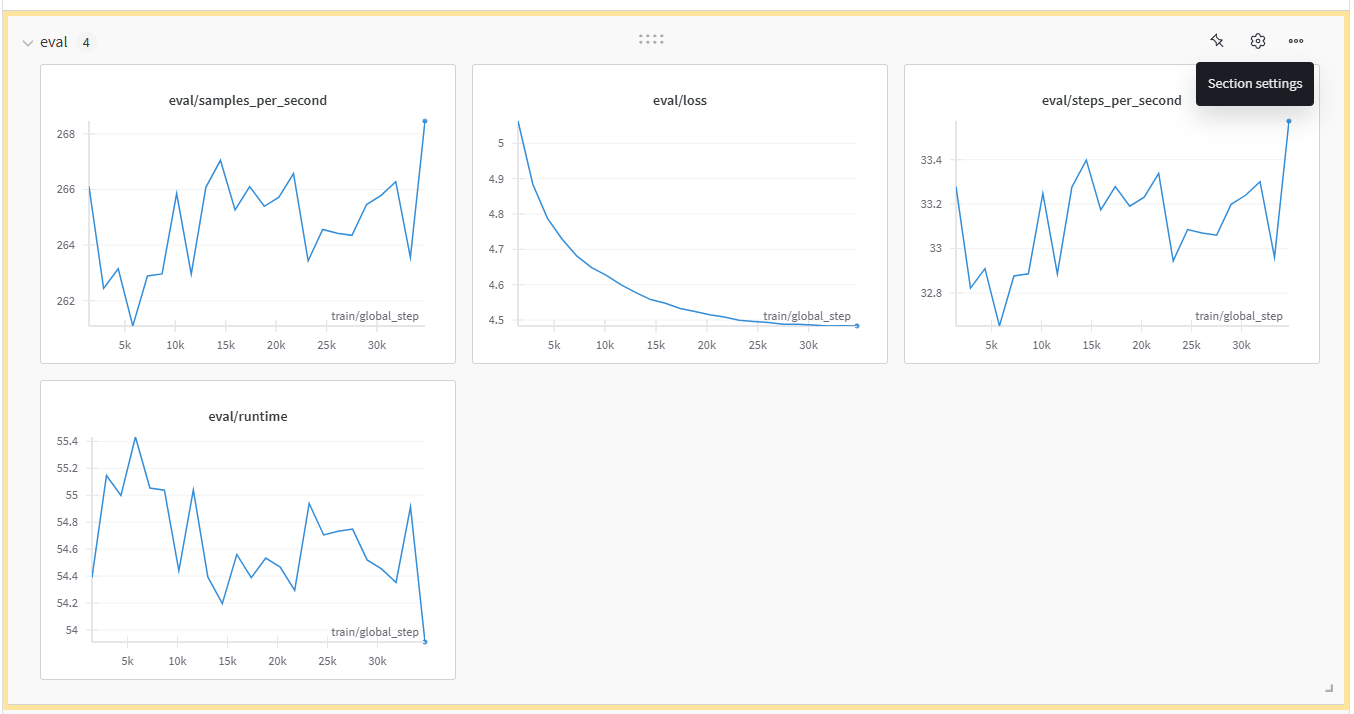 eval 4
Section settings
eval/samples_per_second
268
266
264
262
train/global_step
5k 10k 15k 20k 25k 30k
eval/loss
5
4.9
4.8
4.7
4.6
4.5
train/global_step
5k 10k 15k 20k 25k 30k
eval/steps_per_second
33.4
33.2
33
32.8
train/global_step
5k 10k 15k 20k 25k 30k
eval/runtime
55.4
55.2
55
54.8
54.6
54.4
54.2
54
train/global_step
5k 10k 15k 20k 25k 30k